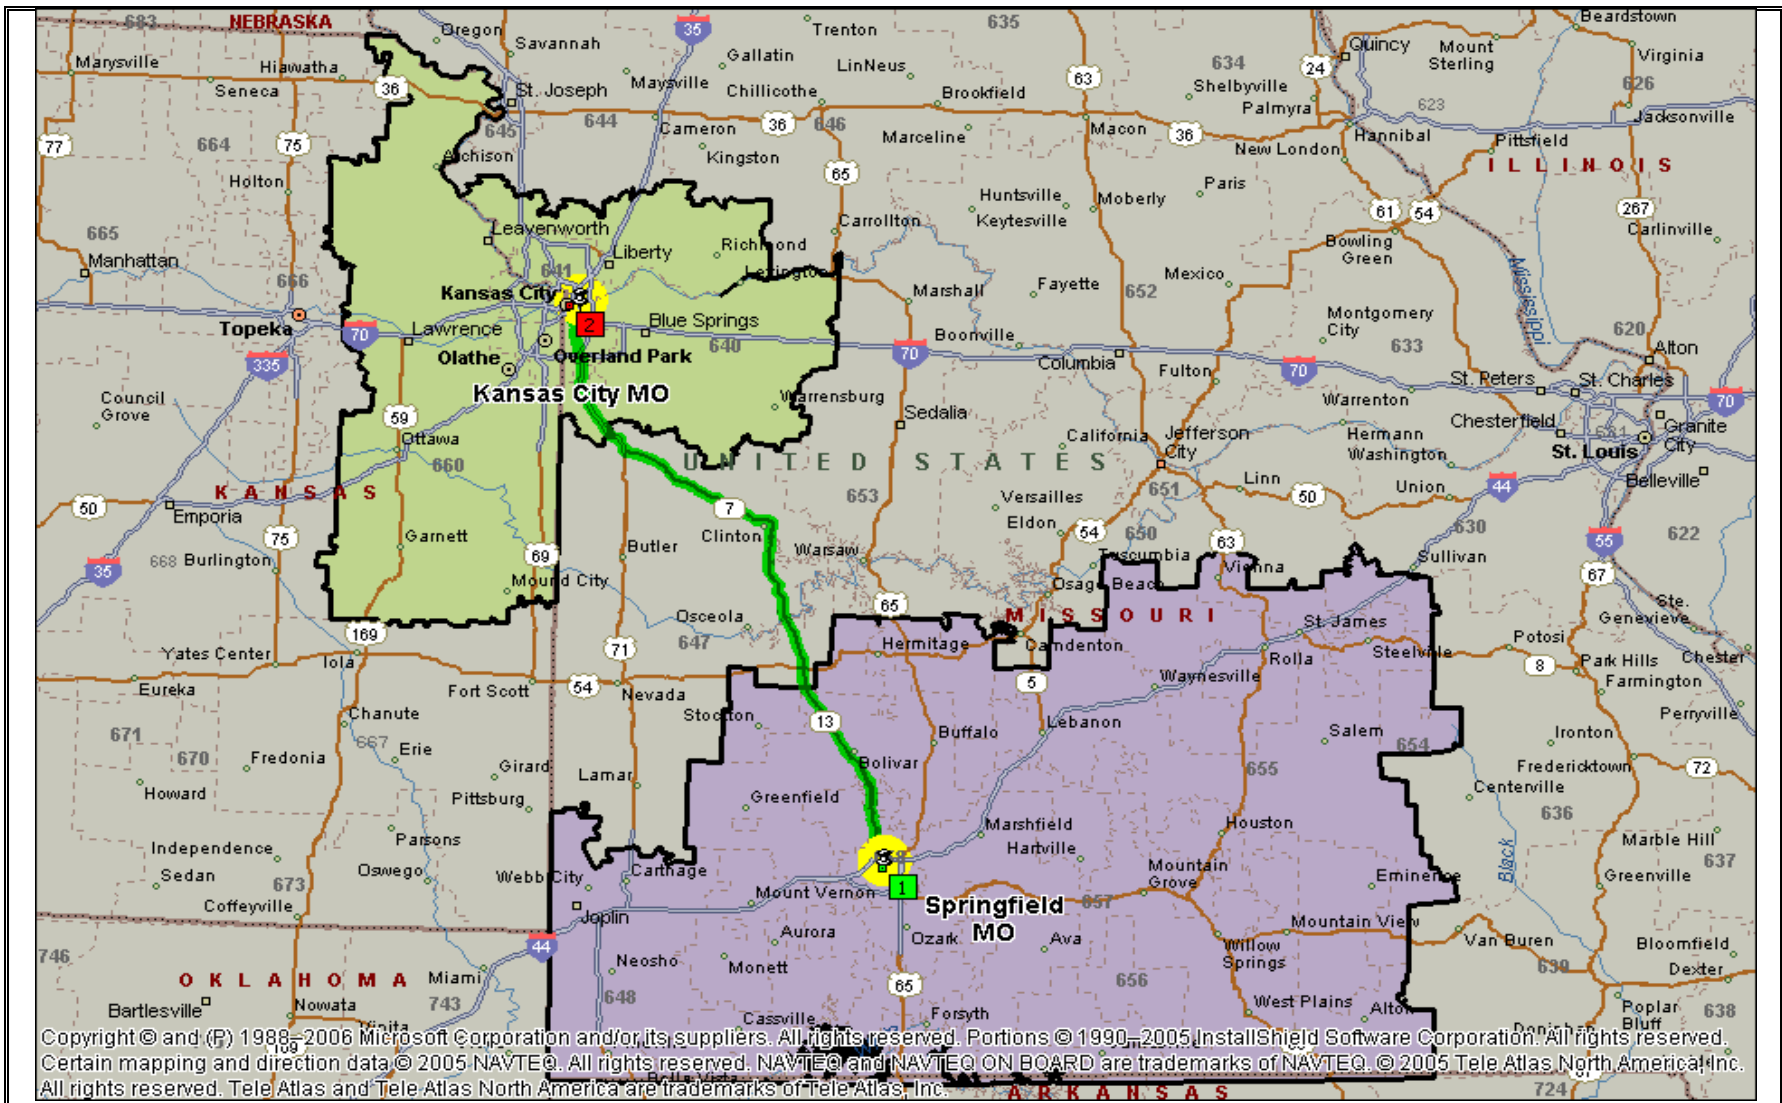 683
NEBRASKA
Oregon
35
Trenton
635
Beardstown
Savannah
Quincy
Mount
Sterling
Virginia
Marysville
Hiawatha
Gallatin
LinNeus
63
24
634
626
Seneca
36
St. Joseph
Maysville
Chillicothe
Brookfield
Shelbyville
Palmyra
623
Jacksonville
645
644
Cameron
36
646
Marceline
Macon
36
Hannibal
Pittsfield
77
664
75
Atchison
Kingston
New London
ILLINOIS
Holton
65
Huntsville
Keytesville
Moberly
Paris
61
54
267
Carrollton
665
Leavenworth
Liberty
Richmond
Bowling
Green
Carlinville
Manhattan
666
641
Lexington
Mexico
Mississippi
Kansas City
Marshall
Fayette
652
Topeka
70
Lawrence
2
Blue Springs
640
Boonville
Montgomery
City
633
620
335
Olathe
Overland Park
70
Columbia
Fulton
70
Alton
Kansas City MO
St. Peters
St. Charles
70
Council
Grove
59
Warrensburg
Sedalia
Warrenton
Chesterfield
Granite
City
Ottawa
California
Jefferson
City
Hermann
Washington
631
St. Louis
660
UNITED STATES
Belleville
KANSAS
653
Versailles
651
Linn
50
Union
44
50
Emporia
7
Eldon
54
650
630
622
75
Garnett
Clinton
63
55
668
Burlington
69
Butler
Warsaw
Tuscumbia
Sullivan
35
Mound City
Osage Beach
Vienna
67
65
MISSOURI
Ste.
Genevieve
169
Osceola
647
Hermitage
Camdenton
St. James
Potosi
Yates Center
Iola
71
Rolla
Steelville
8
Park Hills
Chester
Eureka
Fort Scott
54
Nevada
5
Waynesville
Farmington
Chanute
Stockton
13
Lebanon
Perryville
671
670
667
Erie
Buffalo
Salem
654
Ironton
Fredonia
Girard
Lamar
Bolivar
655
Fredericktown
72
Howard
Pittsburg
Greenfield
Centerville
636
Parsons
Marshfield
Houston
Marble Hill
Independence
Hartville
637
Sedan
Oswego
Webb City
Carthage
Mountain
Grove
Eminence
Black
Greenville
673
Coffeyville
Mount Vernon
1
Springfield
MO
657
Joplin
Mountain View
746
44
Aurora
Ozark
Ava
Willow
Springs
Van Buren
Bloomfield
OKLAHOMA
Miami
Neosho
Monett
656
639
Dexter
Bartlesville
743
648
65
West Plains
Alton
Poplar
Bluff
638
Nowata
Vinita
Cassville
Forsyth
Doniphan
Copyright © and (P) 1988–2006 Microsoft Corporation and/or its suppliers. All rights reserved. Portions © 1990–2005 InstallShield Software Corporation. All rights reserved.
Certain mapping and direction data © 2005 NAVTEQ. All rights reserved. NAVTEQ and NAVTEQ ON BOARD are trademarks of NAVTEQ. © 2005 Tele Atlas North America, Inc.
All rights reserved. Tele Atlas and Tele Atlas North America are trademarks of Tele Atlas, Inc.
Bella Vista
ARKANSAS
724